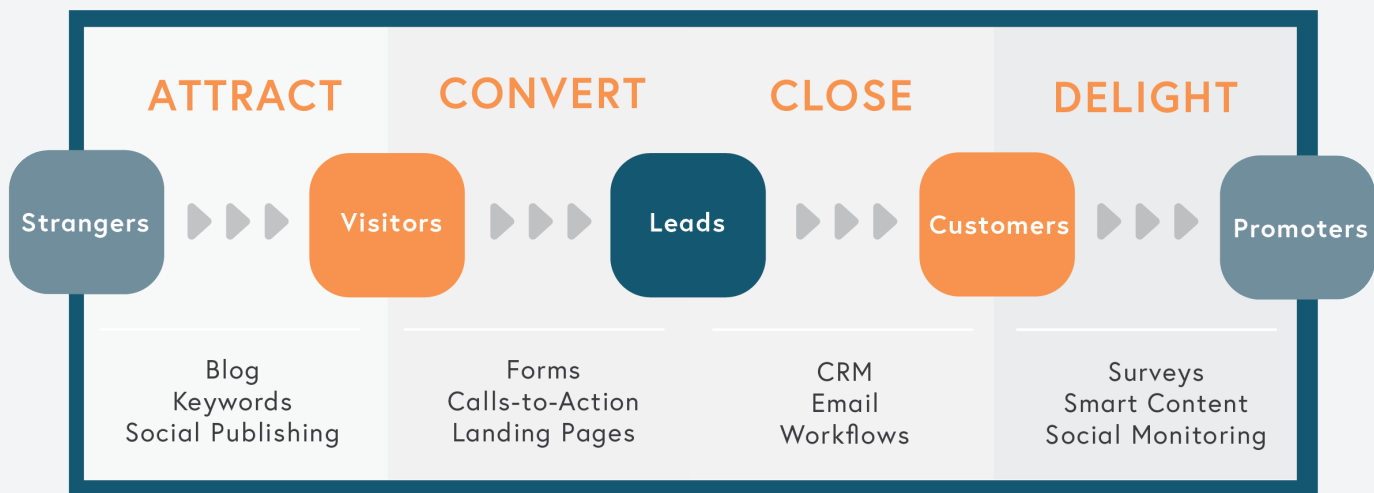 ATTRACT
CONVERT
CLOSE
DELIGHT
Strangers
Visitors
Leads
Customers
Promoters
Blog
Keywords
Social Publishing
Forms
Calls-to-Action
Landing Pages
CRM
Email
Workflows
Surveys
Smart Content
Social Monitoring